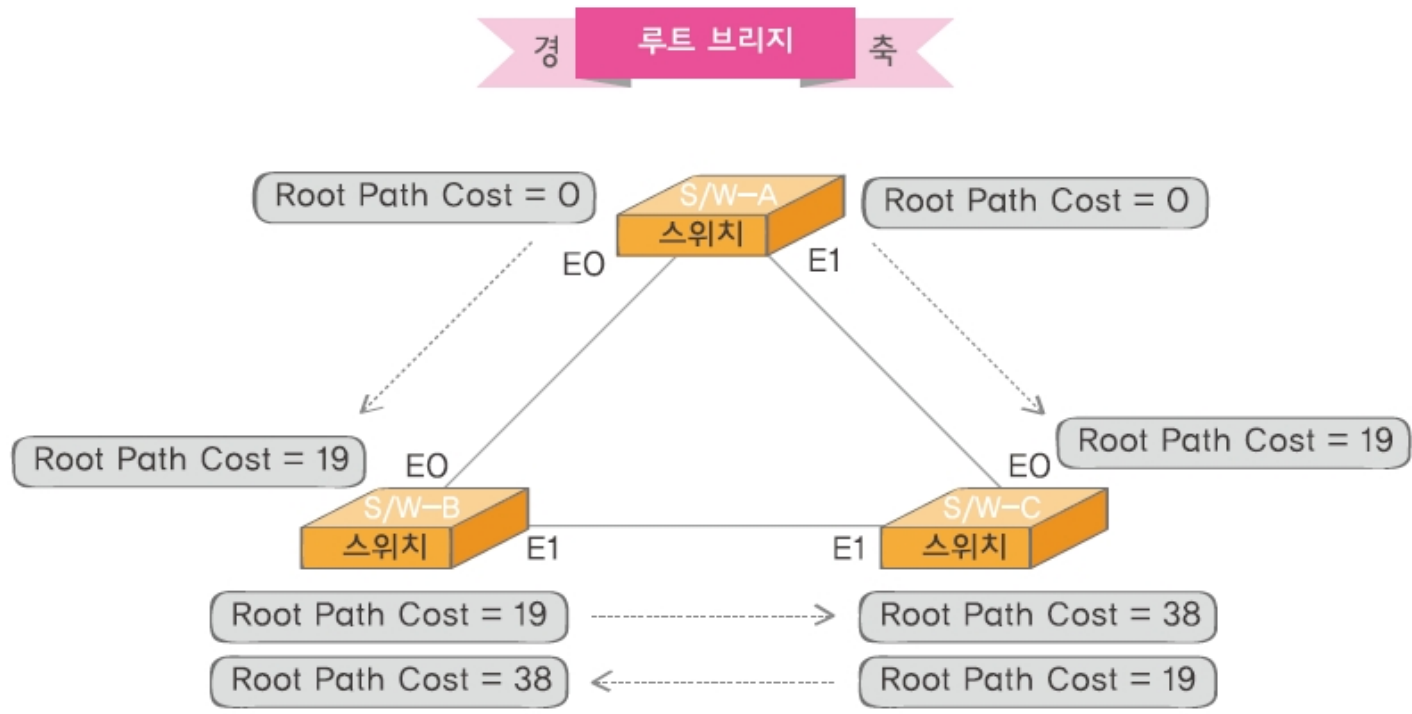 경 루트 브리지 축
Root Path Cost = 0
S/W-A
Root Path Cost = 0
스위치
E0
E1
Root Path Cost = 19
E0
E0
Root Path Cost = 19
S/W-B
S/W-C
스위치
E1
E1
스위치
Root Path Cost = 19
Root Path Cost = 38
Root Path Cost = 38
Root Path Cost = 19